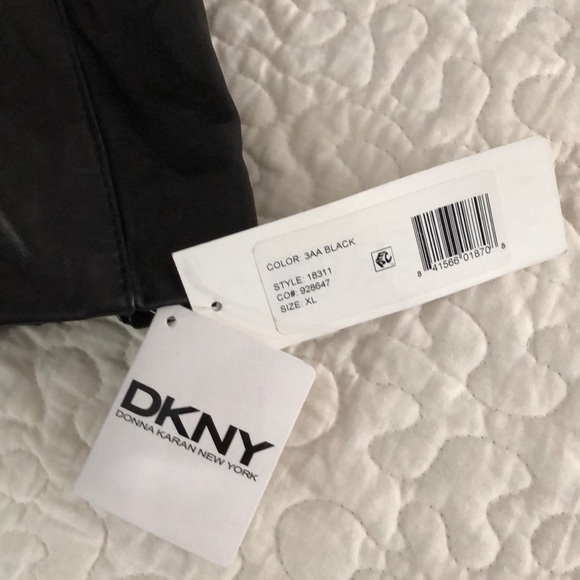 COLOR: 3AA BLACK
STYLE: 18311
CO#: 928647
SIZE: XL
8 41566 01870 8
DKNY
DONNA KARAN NEW YORK